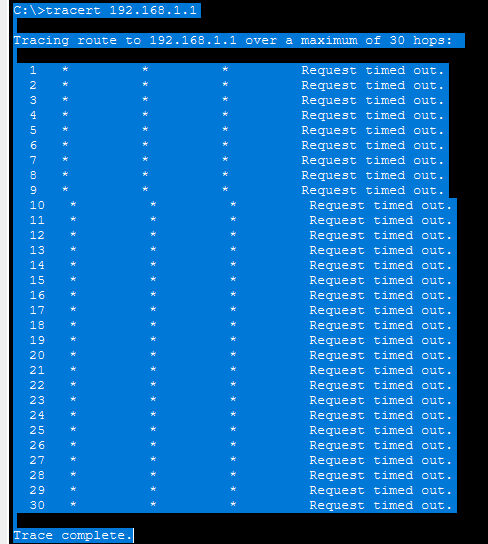 C:\>tracert 192.168.1.1
Tracing route to 192.168.1.1 over a maximum of 30 hops:
1 * * * Request timed out.
2 * * * Request timed out.
3 * * * Request timed out.
4 * * * Request timed out.
5 * * * Request timed out.
6 * * * Request timed out.
7 * * * Request timed out.
8 * * * Request timed out.
9 * * * Request timed out.
10 * * * Request timed out.
11 * * * Request timed out.
12 * * * Request timed out.
13 * * * Request timed out.
14 * * * Request timed out.
15 * * * Request timed out.
16 * * * Request timed out.
17 * * * Request timed out.
18 * * * Request timed out.
19 * * * Request timed out.
20 * * * Request timed out.
21 * * * Request timed out.
22 * * * Request timed out.
23 * * * Request timed out.
24 * * * Request timed out.
25 * * * Request timed out.
26 * * * Request timed out.
27 * * * Request timed out.
28 * * * Request timed out.
29 * * * Request timed out.
30 * * * Request timed out.
Trace complete.